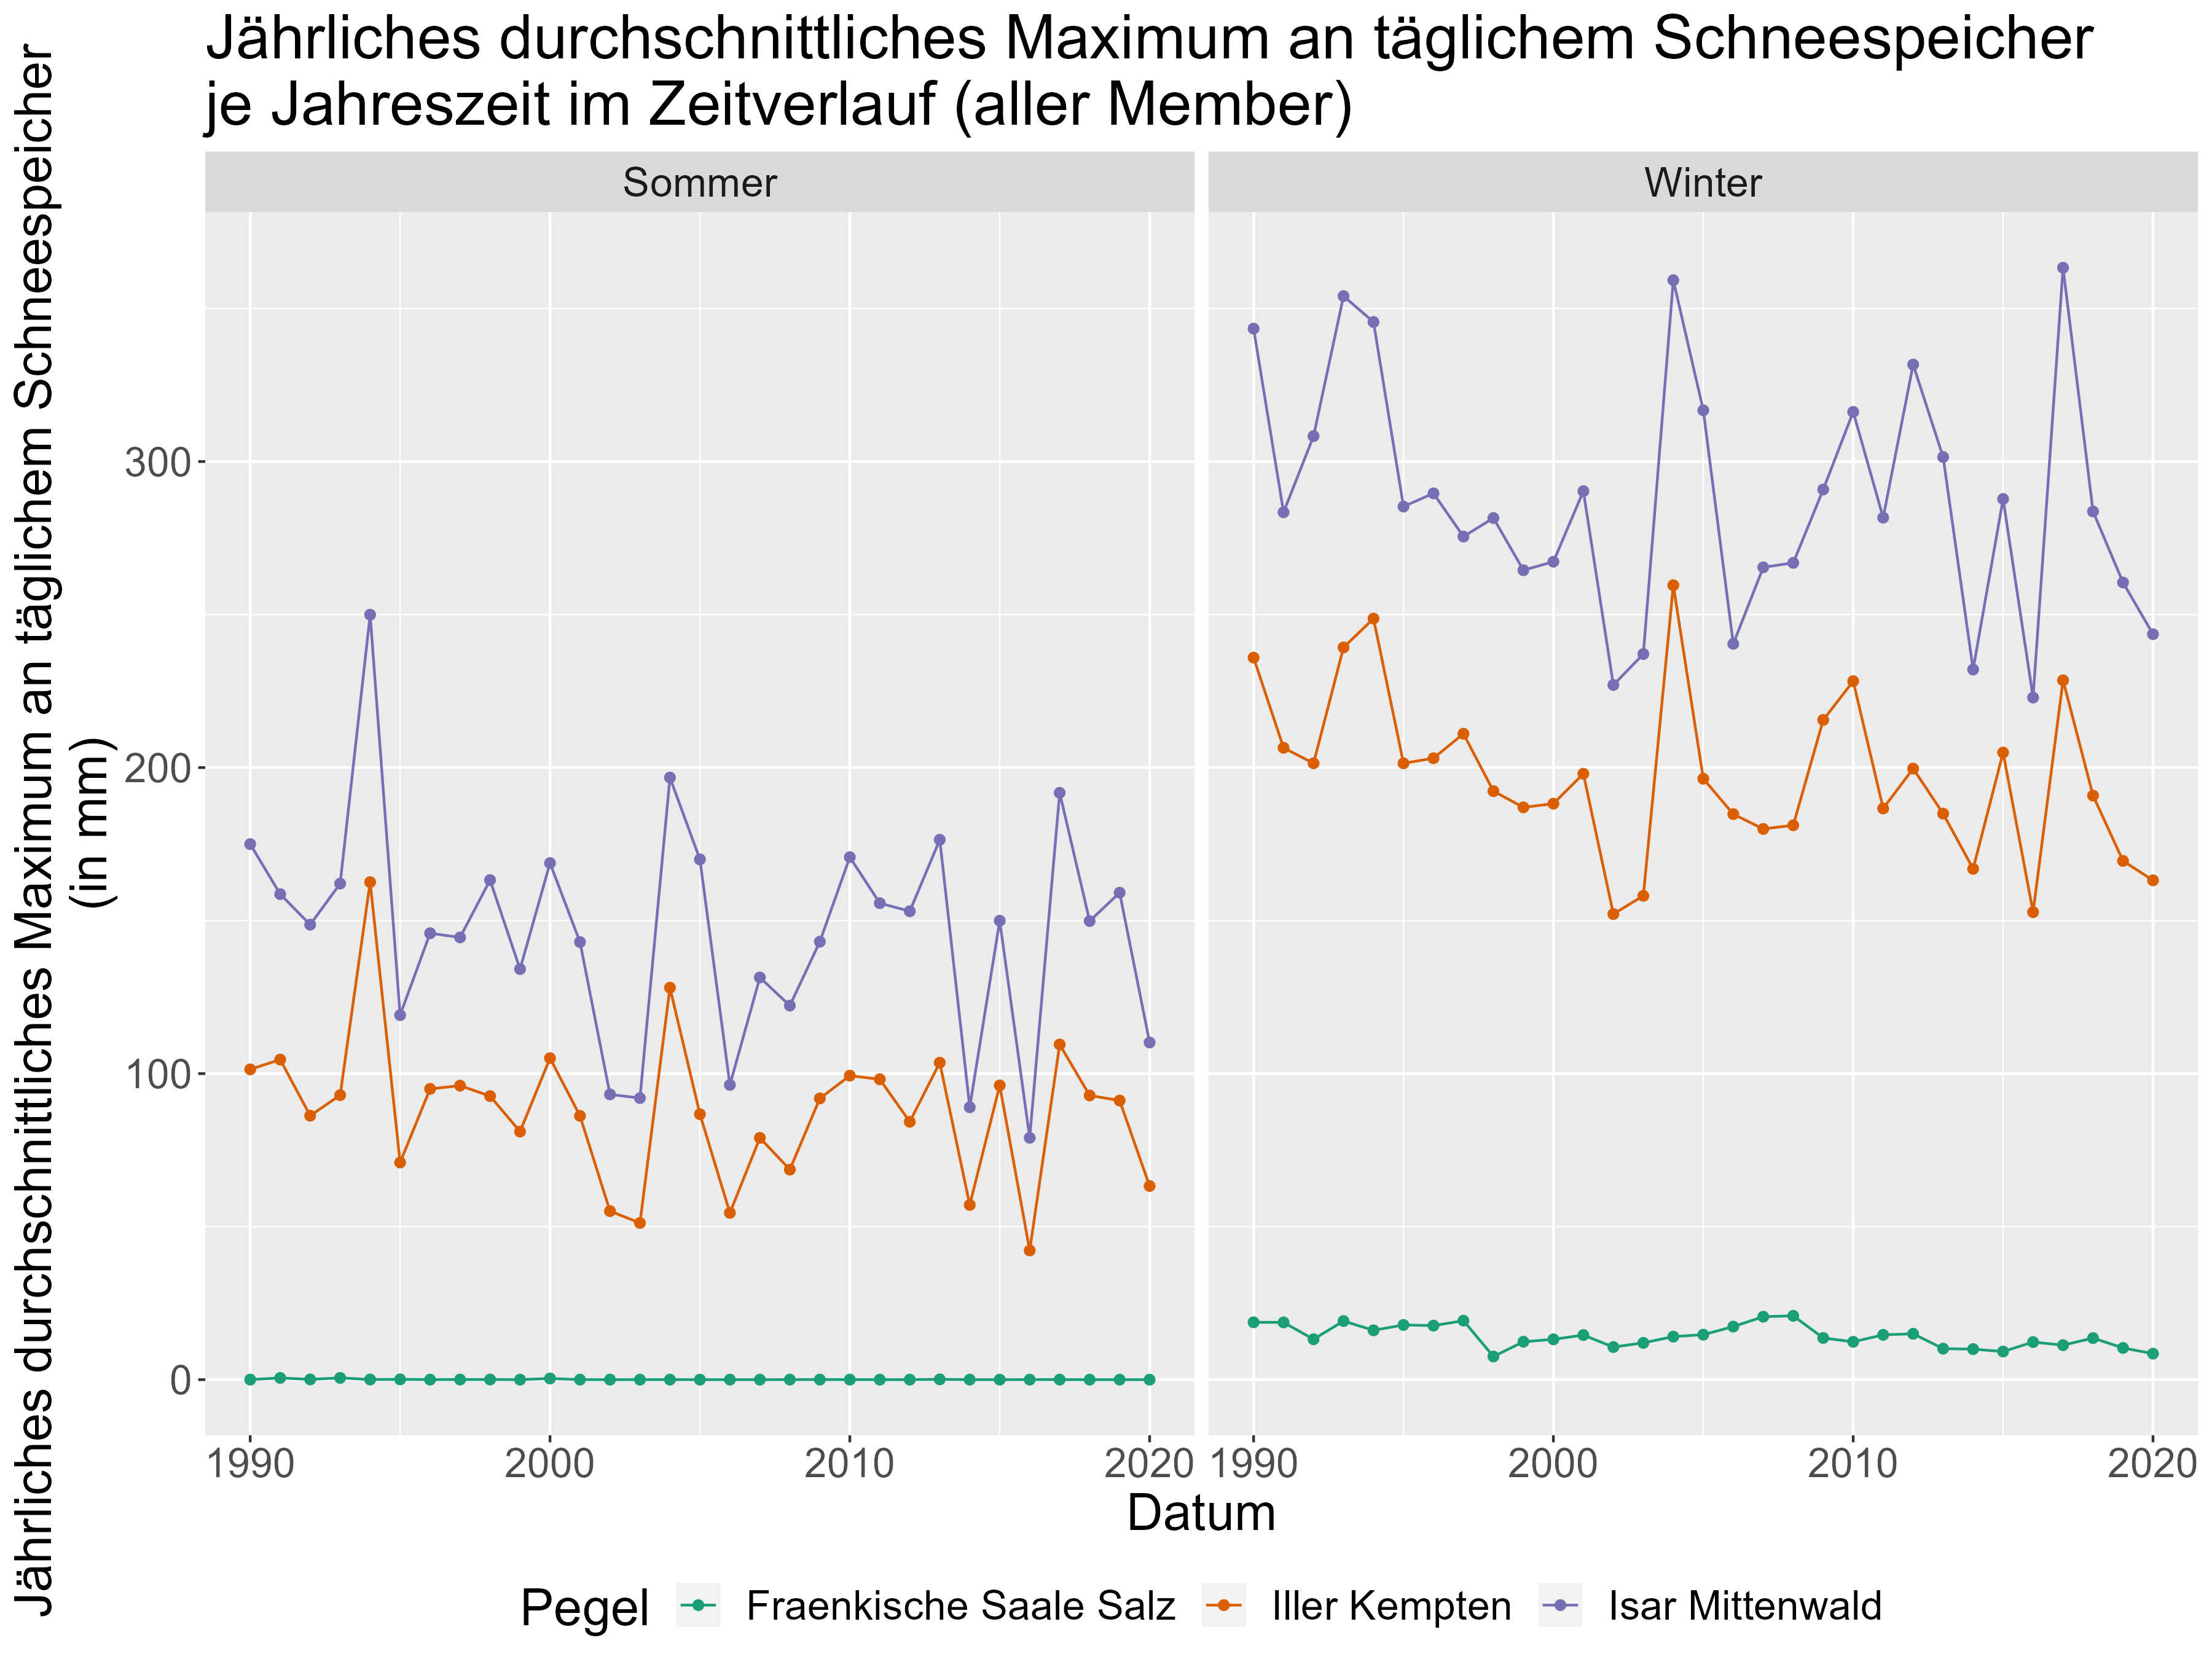 Jährliches durchschnittliches Maximum an täglichem Schneespeicher
je Jahreszeit im Zeitverlauf (aller Member)
Jährliches durchschnittliches Maximum an täglichem Schneespeicher
(in mm)
Sommer
Winter
300
200
100
0
1990 2000 2010 2020
1990 2000 2010 2020
Datum
Pegel Fraenkische Saale Salz Iller Kempten Isar Mittenwald